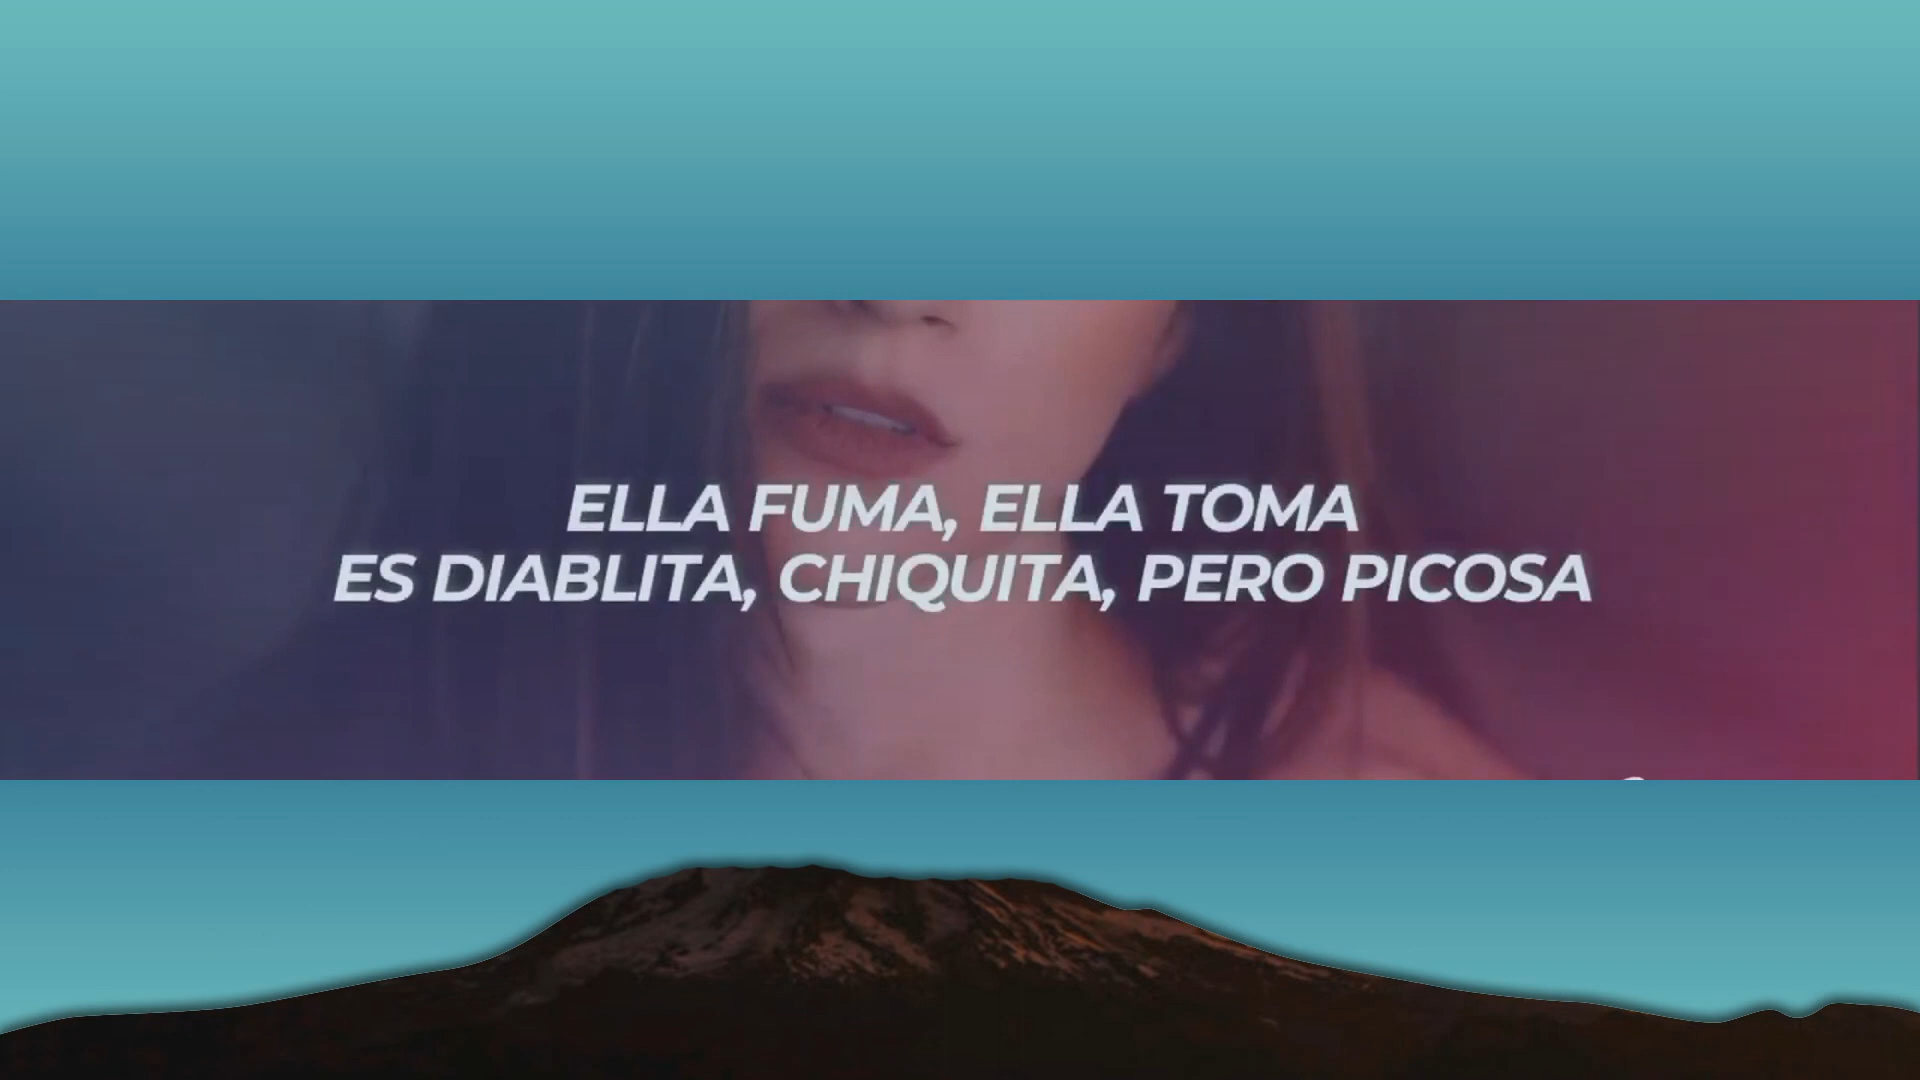 ELLA FUMA, ELLA TOMA
ES DIABLITA, CHIQUITA, PERO PICOSA